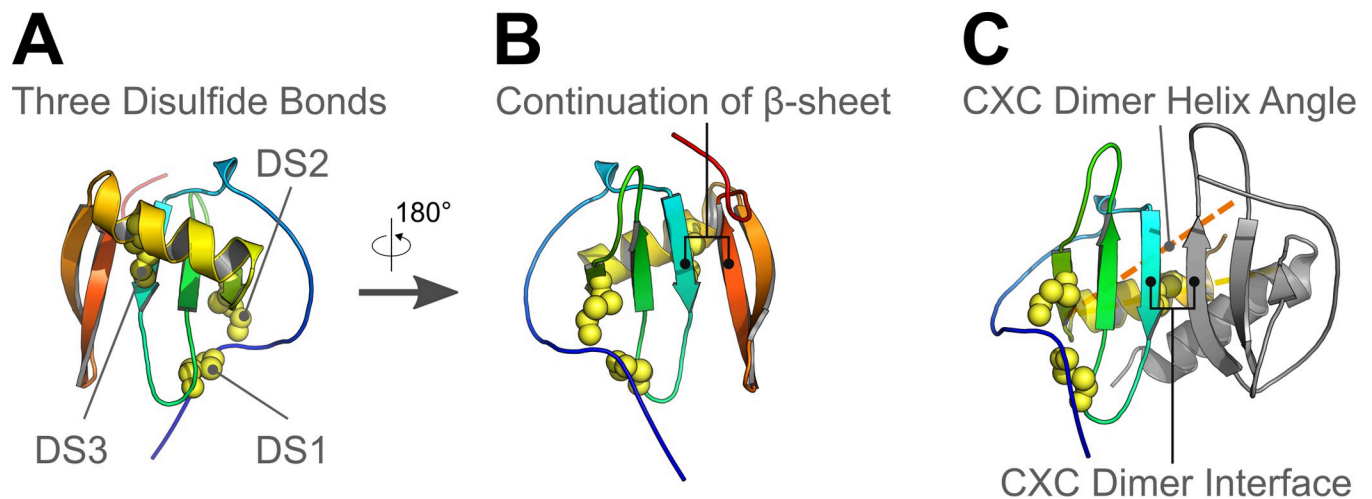 A
Three Disulfide Bonds
DS2
DS3
DS1
180°
B
Continuation of β-sheet
C
CXC Dimer Helix Angle
CXC Dimer Interface